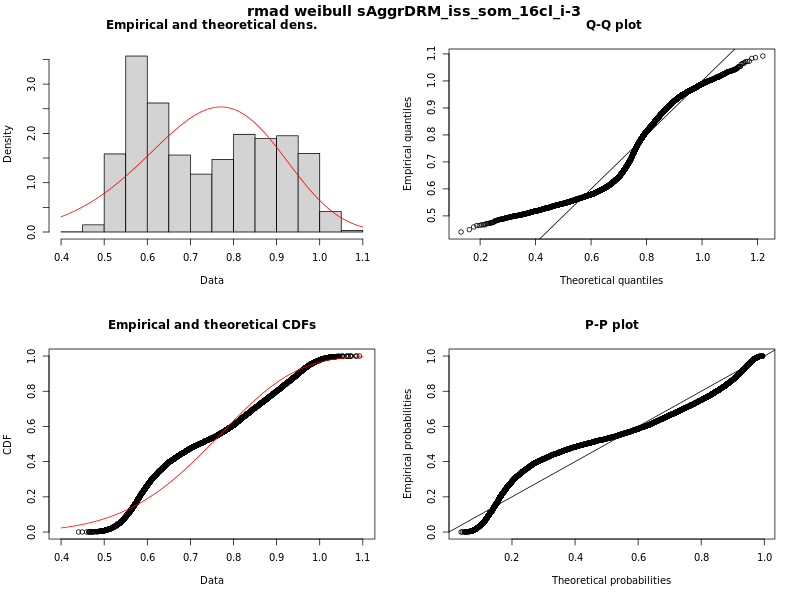 rmad weibull sAggrDRM_iss_som_16cl_i-3
Empirical and theoretical dens.
Density
0.0 1.0 2.0 3.0
0.4 0.5 0.6 0.7 0.8 0.9 1.0 1.1
Data
Q-Q plot
Empirical quantiles
0.5 0.6 0.7 0.8 0.9 1.0 1.1
0.2 0.4 0.6 0.8 1.0 1.2
Theoretical quantiles
Empirical and theoretical CDFs
CDF
0.0 0.2 0.4 0.6 0.8 1.0
0.4 0.5 0.6 0.7 0.8 0.9 1.0 1.1
Data
P-P plot
Empirical probabilities
0.0 0.2 0.4 0.6 0.8 1.0
0.2 0.4 0.6 0.8 1.0
Theoretical probabilities